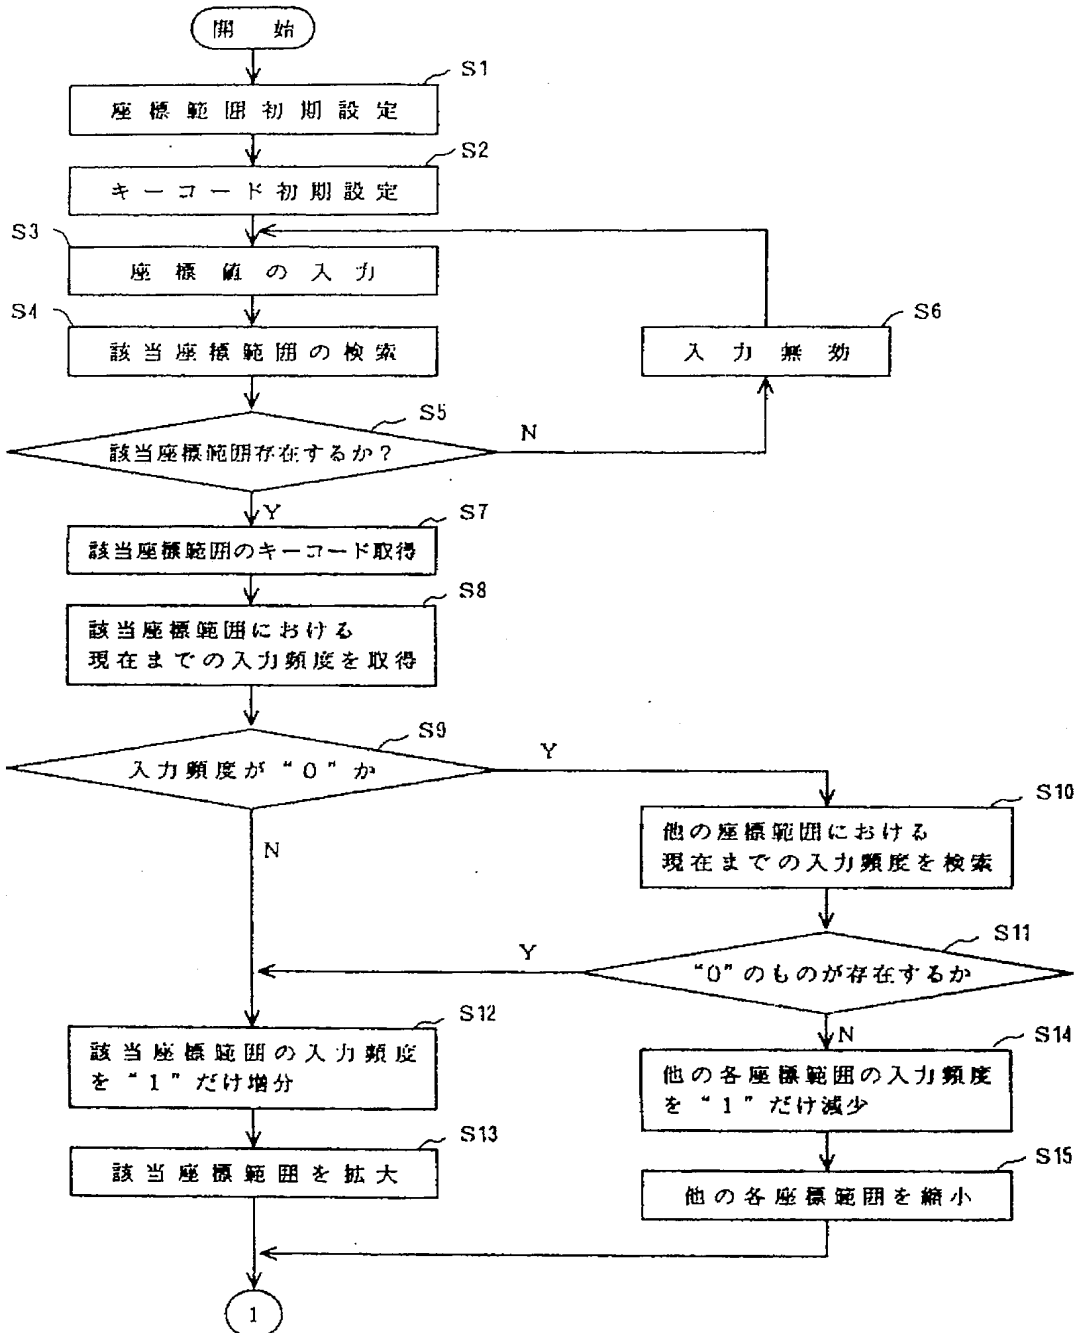 開始
S1
座標範囲初期設定
S2
キーコード初期設定
S3
座標値の入力
S4
該当座標範囲の検索
S6
入力無効
S5
該当座標範囲存在するか?
N
Y
S7
該当座標範囲のキーコード取得
S8
該当座標範囲における
現在までの入力頻度を取得
S9
入力頻度が“0”か
Y
N
S10
他の座標範囲における
現在までの入力頻度を検索
S11
“0”のものが存在するか
Y
N
S12
該当座標範囲の入力頻度
を“1”だけ増分
S14
他の各座標範囲の入力頻度
を“1”だけ減少
S13
該当座標範囲を拡大
S15
他の各座標範囲を縮小
1